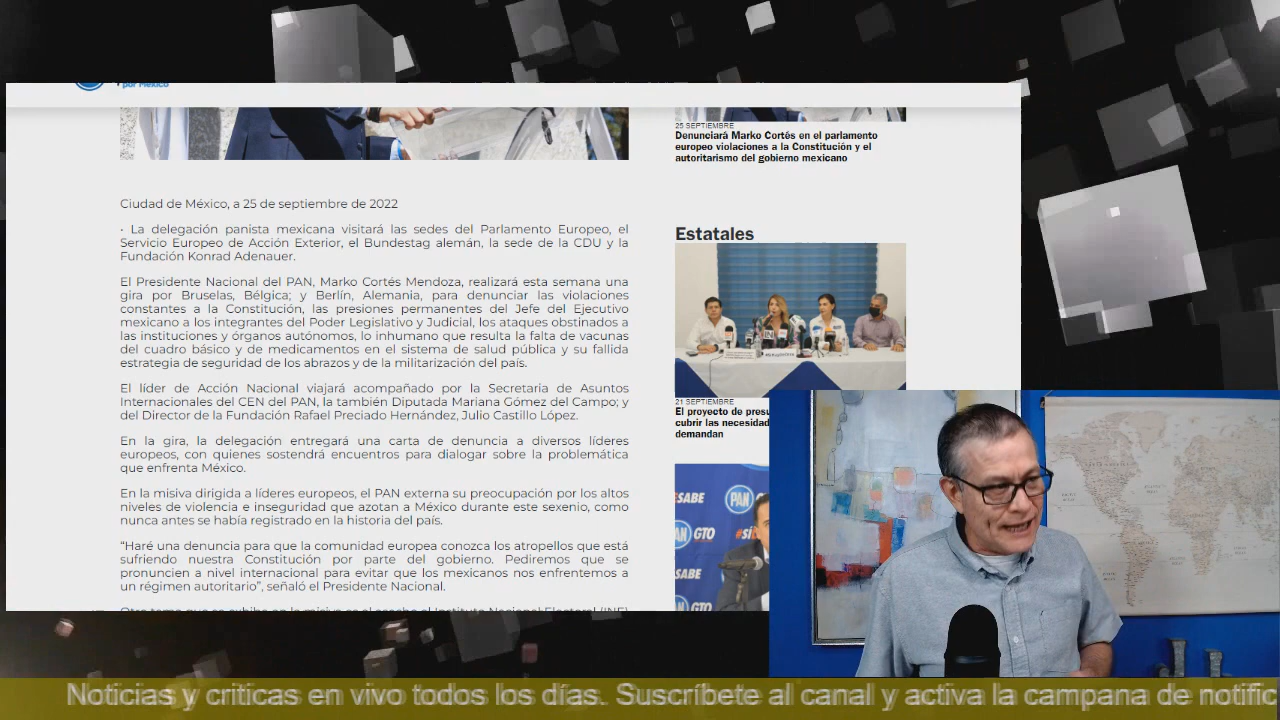 por México
25 SEPTIEMBRE
Denunciará Marko Cortés en el parlamento
europeo violaciones a la Constitución y el
autoritarismo del gobierno mexicano
Ciudad de México, a 25 de septiembre de 2022
· La delegación panista mexicana visitará las sedes del Parlamento Europeo, el
Servicio Europeo de Acción Exterior, el Bundestag alemán, la sede de la CDU y la
Fundación Konrad Adenauer.
El Presidente Nacional del PAN, Marko Cortés Mendoza, realizará esta semana una
gira por Bruselas, Bélgica; y Berlín, Alemania, para denunciar las violaciones
constantes a la Constitución, las presiones permanentes del Jefe del Ejecutivo
mexicano a los integrantes del Poder Legislativo y Judicial, los ataques obstinados a
las instituciones y órganos autónomos, lo inhumano que resulta la falta de vacunas
del cuadro básico y de medicamentos en el sistema de salud pública y su fallida
estrategia de seguridad de los abrazos y de la militarización del país.
El líder de Acción Nacional viajará acompañado por la Secretaria de Asuntos
Internacionales del CEN del PAN, la también Diputada Mariana Gómez del Campo; y
del Director de la Fundación Rafael Preciado Hernández, Julio Castillo López.
En la gira, la delegación entregará una carta de denuncia a diversos líderes
europeos, con quienes sostendrá encuentros para dialogar sobre la problemática
que enfrenta México.
En la misiva dirigida a líderes europeos, el PAN externa su preocupación por los altos
niveles de violencia e inseguridad que azotan a México durante este sexenio, como
nunca antes se había registrado en la historia del país.
“Haré una denuncia para que la comunidad europea conozca los atropellos que está
sufriendo nuestra Constitución por parte del gobierno. Pediremos que se
pronuncien a nivel internacional para evitar que los mexicanos nos enfrentemos a
un régimen autoritario”, señaló el Presidente Nacional.
Estatales
21 SEPTIEMBRE
El proyecto de presu
cubrir las necesidad
demandan
ESABE
PAN
GTO
PAN
GTO
ESABE
Noticias y criticas en vivo todos los días. Suscríbete al canal y activa la campana de notific